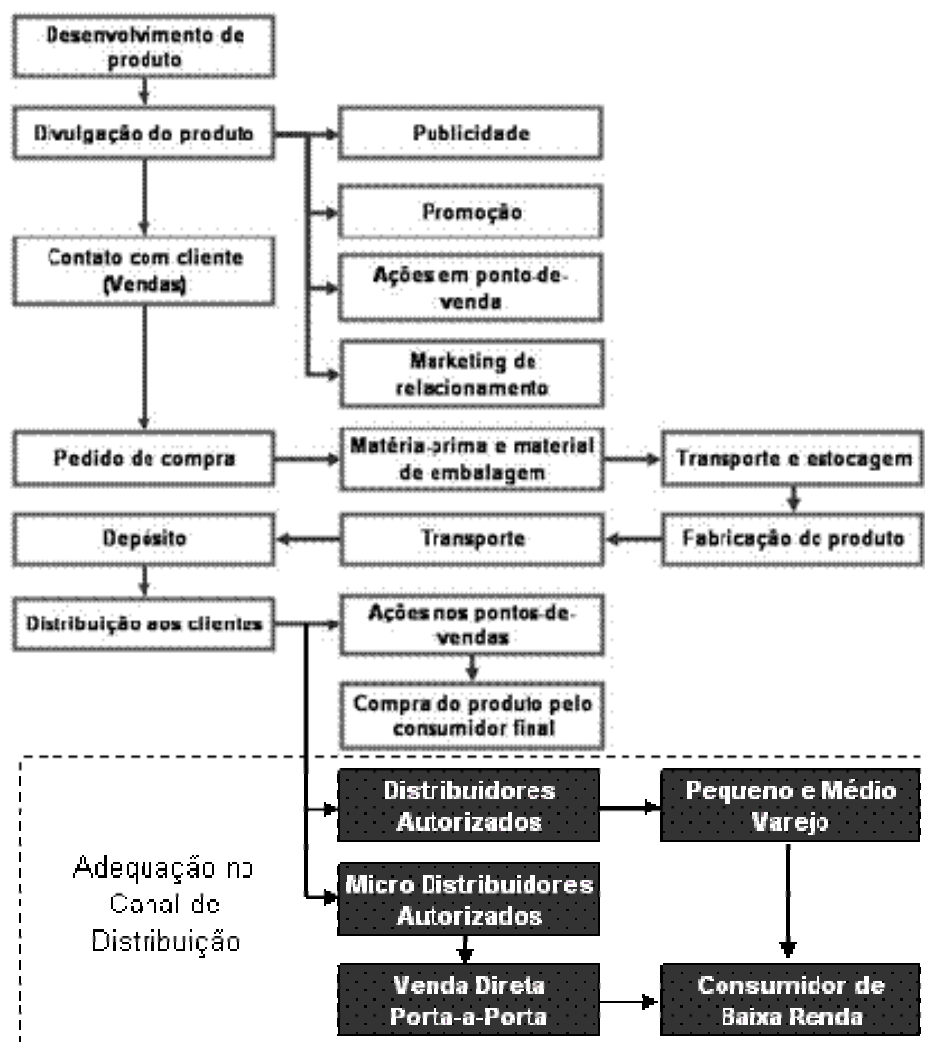 Desenvolvimento de
produto
Divulgação do produto
Publicidade
Promoção
Contato com cliente
(Vendas)
Ações em ponto-de-
venda
Marketing de
relacionamento
Pedido de compra
Matéria-prima e material
de embalagem
Transporte e estocagem
Depósito
Transporte
Fabricação do produto
Distribuição aos clientes
Ações nos pontos-de-
vendas
Compra do produto pelo
consumidor final
Distribuidores
Autorizados
Pequeno e Médio
Varejo
Adequação no
Canal de
Distribuição
Micro Distribuidores
Autorizados
Venda Direta
Porta-a-Porta
Consumidor de
Baixa Renda